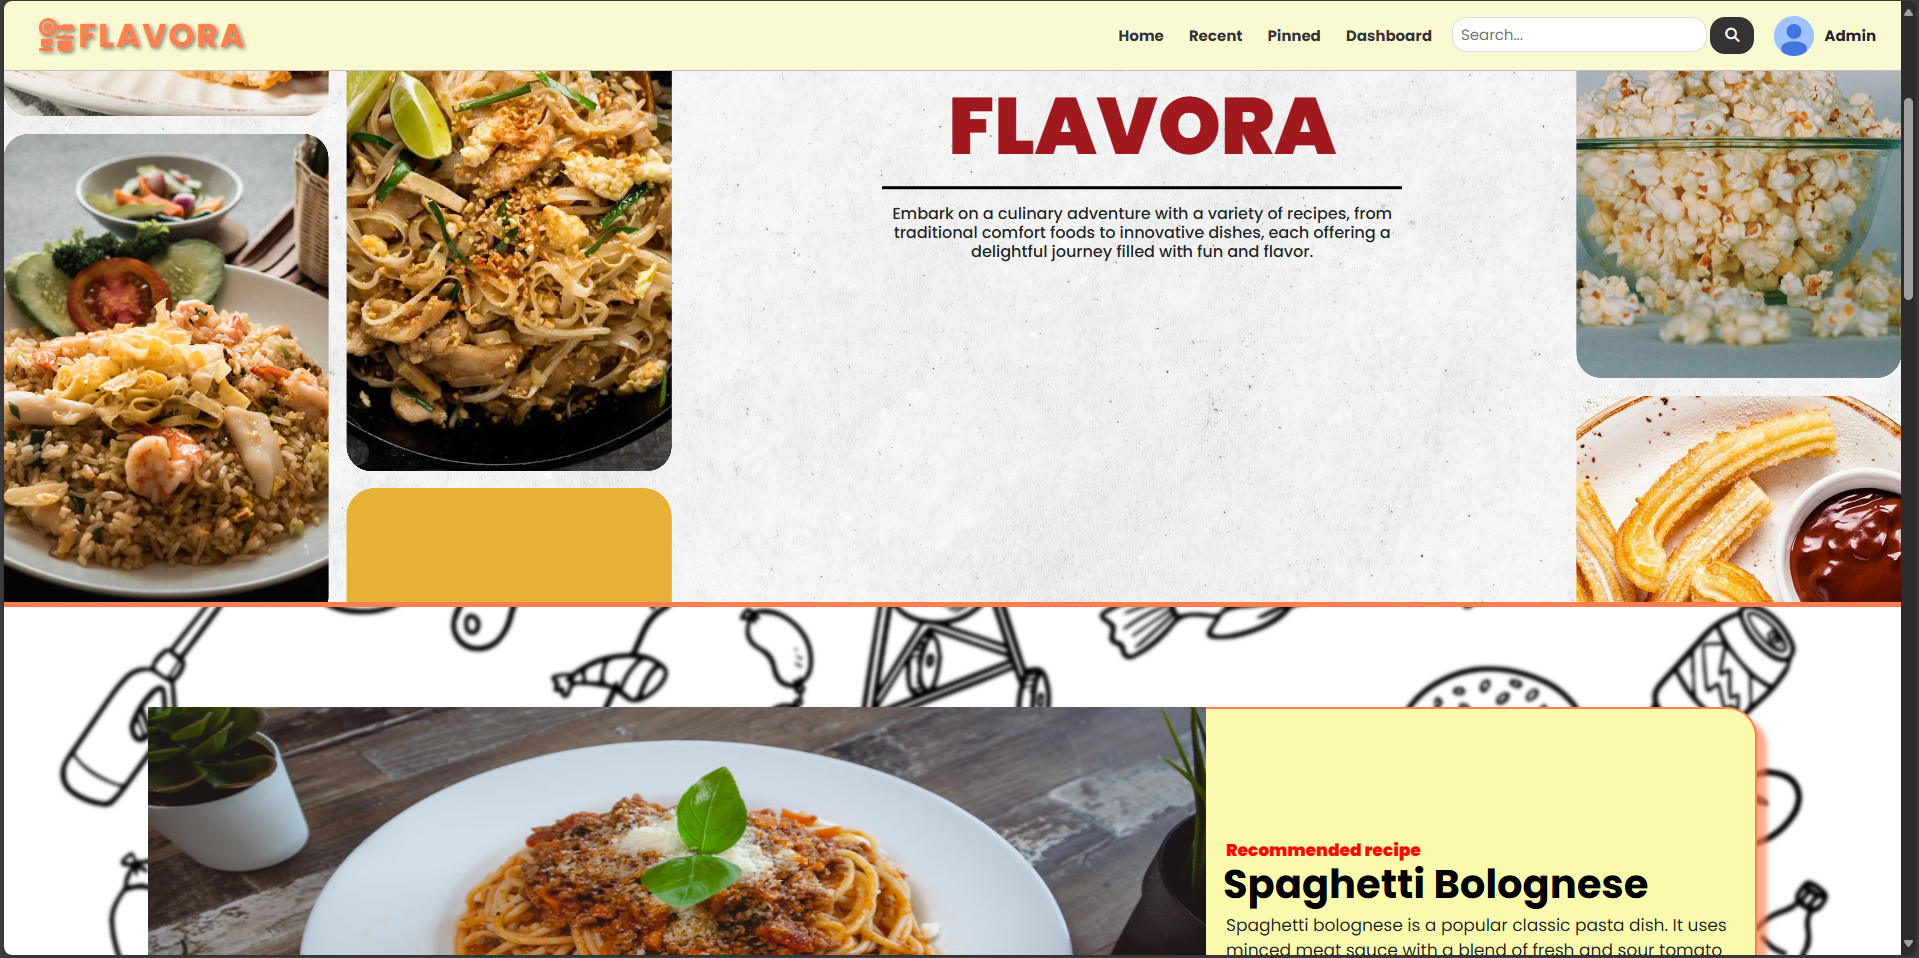 FLAVORA
Home Recent Pinned Dashboard Search... Admin
FLAVORA
Embark on a culinary adventure with a variety of recipes, from
traditional comfort foods to innovative dishes, each offering a
delightful journey filled with fun and flavor.
Recommended recipe
Spaghetti Bolognese
Spaghetti bolognese is a popular classic pasta dish. It uses
minced meat sauce with a blend of fresh and sour tomato